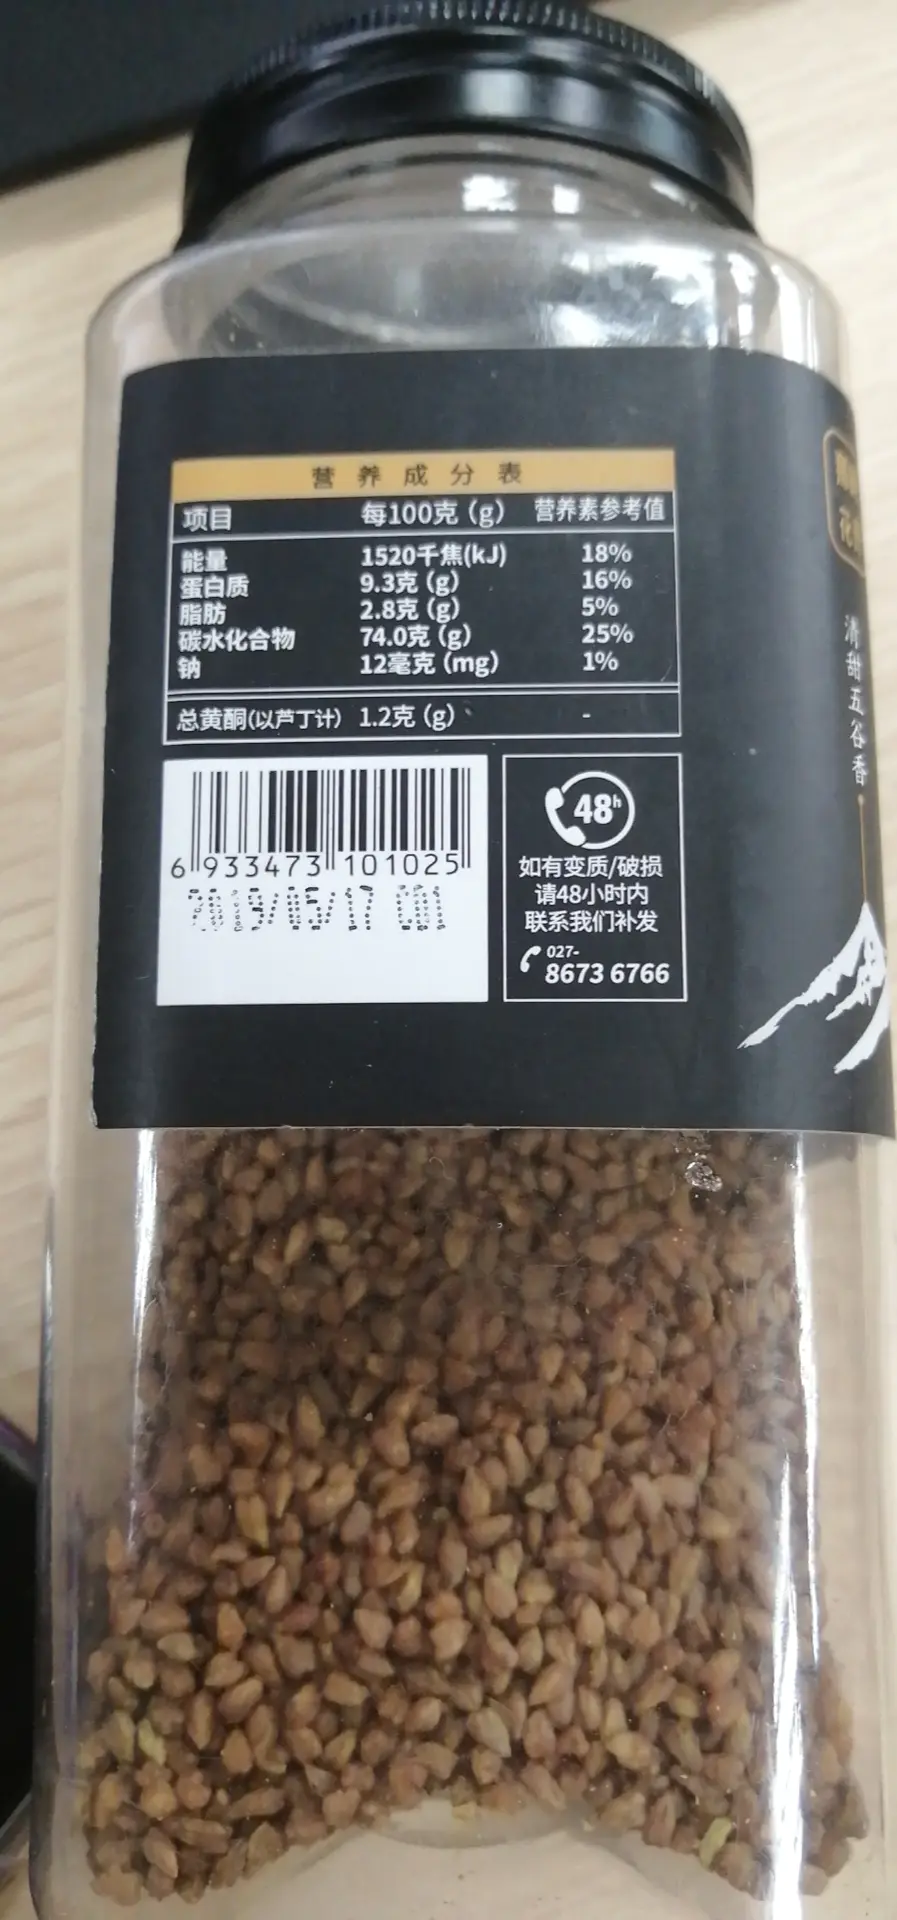 营养成分表
项目 每100克（g） 营养素参考值
能量 1520千焦(kJ) 18%
蛋白质 9.3克（g） 16%
脂肪 2.8克（g） 5%
碳水化合物 74.0克（g） 25%
钠 12毫克（mg） 1%
总黄酮(以芦丁计) 1.2克（g） -
6 933473 101025
2019/05/17
48h
如有变质/破损
请48小时内
联系我们补发
027-
8673 6766
清甜五谷香